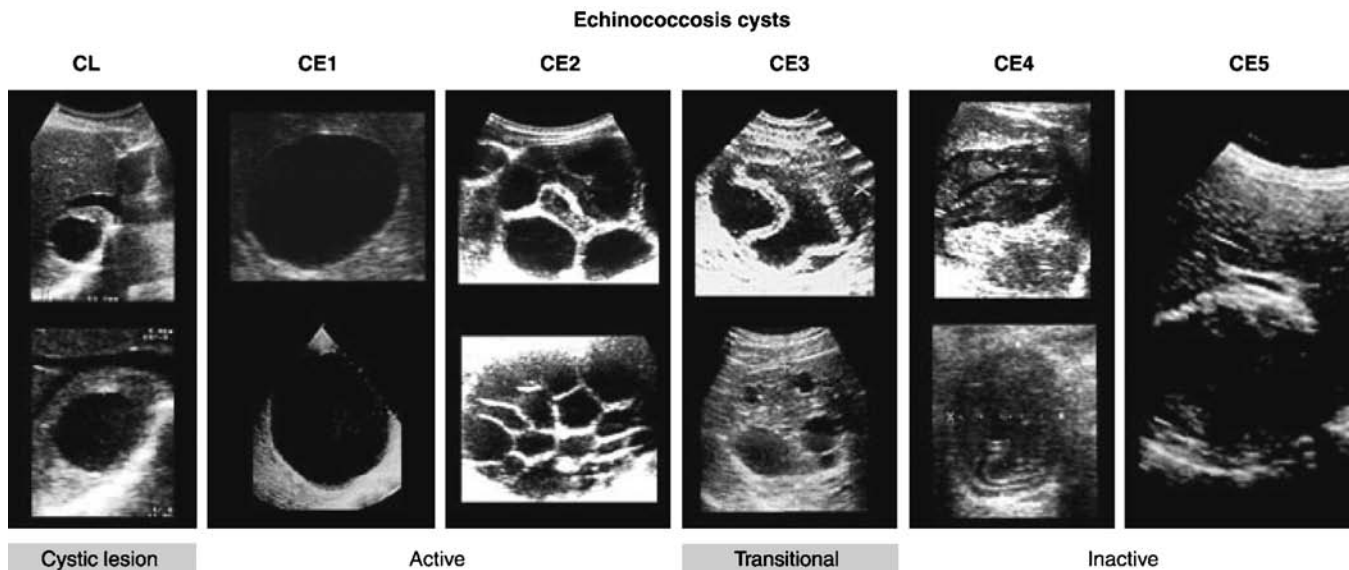 Echinococcosis cysts
CL CE1 CE2 CE3 CE4 CE5
Cystic lesion Active Transitional Inactive